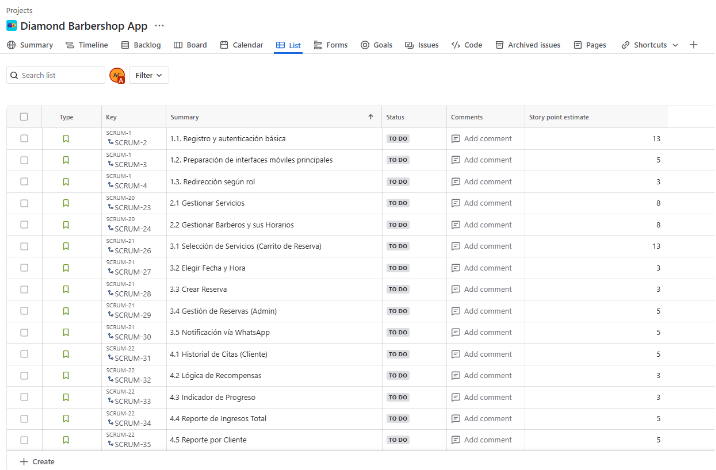 Projects
Diamond Barbershop App ···
Summary Timeline Backlog Board Calendar List Forms Goals Issues Code Archived issues Pages Shortcuts
Search list Filter
Type Key Summary Status Comments Story point estimate
SCRUM-1
SCRUM-2 1.1. Registro y autenticación básica TO DO Add comment 13
SCRUM-1
SCRUM-3 1.2. Preparación de interfaces móviles principales TO DO Add comment 5
SCRUM-1
SCRUM-4 1.3. Redirección según rol TO DO Add comment 3
SCRUM-20
SCRUM-23 2.1 Gestionar Servicios TO DO Add comment 8
SCRUM-20
SCRUM-24 2.2 Gestionar Barberos y sus Horarios TO DO Add comment 8
SCRUM-21
SCRUM-26 3.1 Selección de Servicios (Carrito de Reserva) TO DO Add comment 13
SCRUM-21
SCRUM-27 3.2 Elegir Fecha y Hora TO DO Add comment 3
SCRUM-21
SCRUM-28 3.3 Crear Reserva TO DO Add comment 3
SCRUM-21
SCRUM-29 3.4 Gestión de Reservas (Admin) TO DO Add comment 5
SCRUM-21
SCRUM-30 3.5 Notificación vía WhatsApp TO DO Add comment 5
SCRUM-22
SCRUM-31 4.1 Historial de Citas (Cliente) TO DO Add comment 5
SCRUM-22
SCRUM-32 4.2 Lógica de Recompensas TO DO Add comment 3
SCRUM-22
SCRUM-33 4.3 Indicador de Progreso TO DO Add comment 3
SCRUM-22
SCRUM-34 4.4 Reporte de Ingresos Total TO DO Add comment 5
SCRUM-22
SCRUM-35 4.5 Reporte por Cliente TO DO Add comment 5
Create